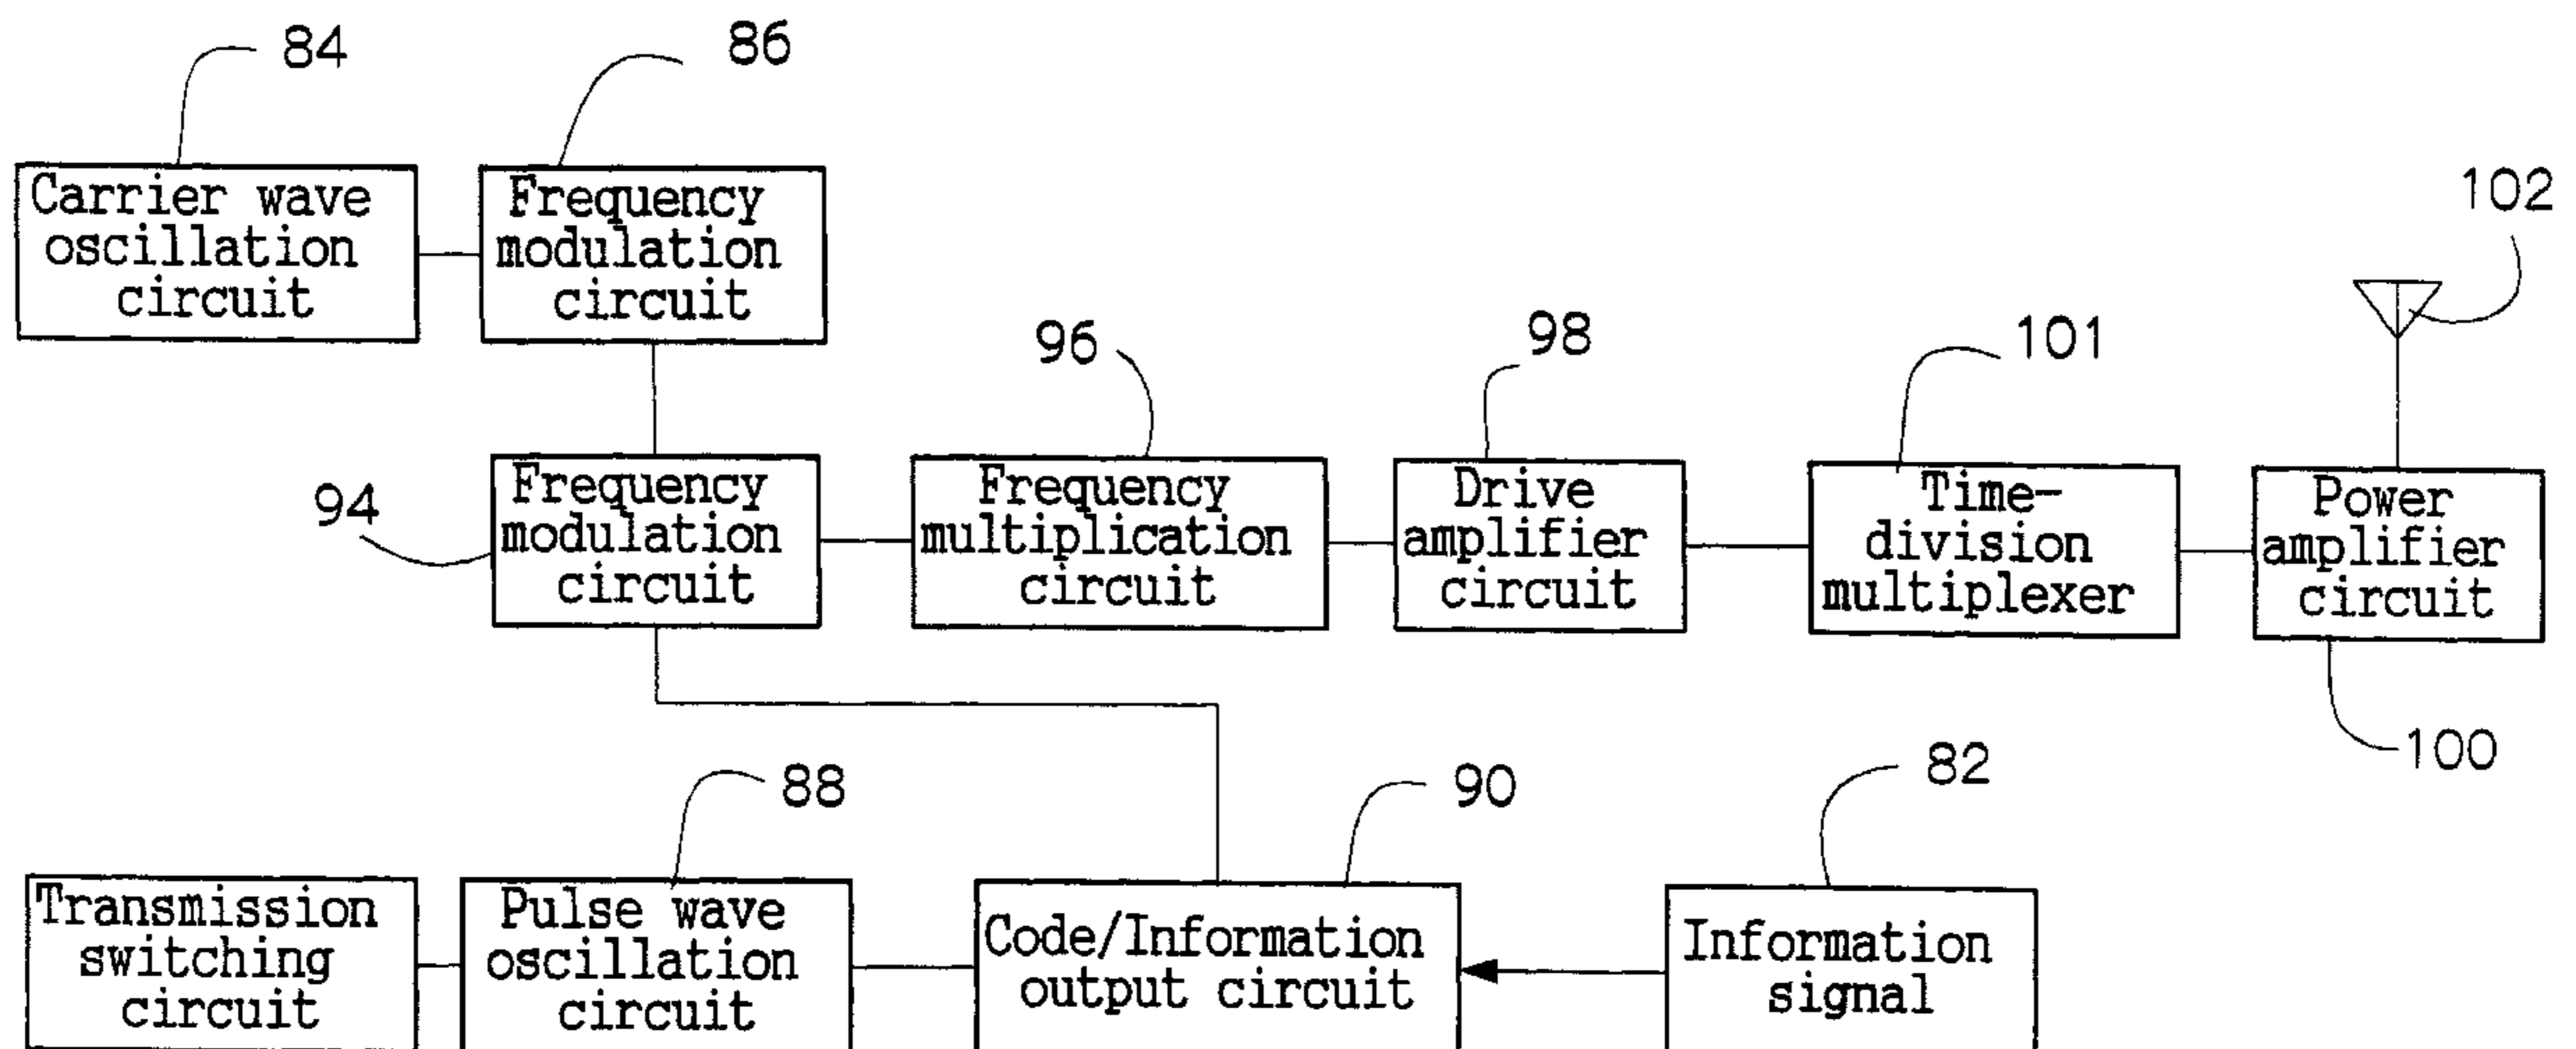 84
86
Carrier wave
oscillation
circuit
Frequency
modulation
circuit
102
96
98
101
94
Frequency
modulation
circuit
Frequency
multiplication
circuit
Drive
amplifier
circuit
Time-
division
multiplexer
Power
amplifier
circuit
100
88
90
82
Transmission
switching
circuit
Pulse wave
oscillation
circuit
Code/Information
output circuit
Information
signal